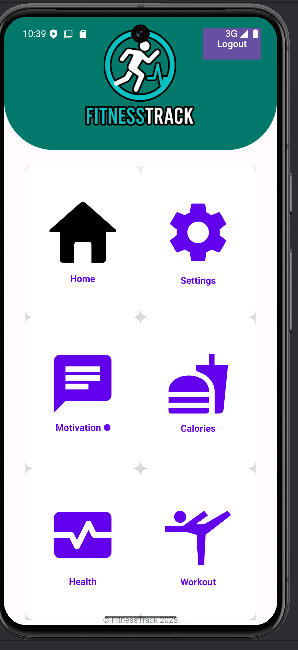 10:39
3G
Logout
FITNESSTRACK
Home
Settings
Motivation
Calories
Health
Workout
© FitnessTrack 2025